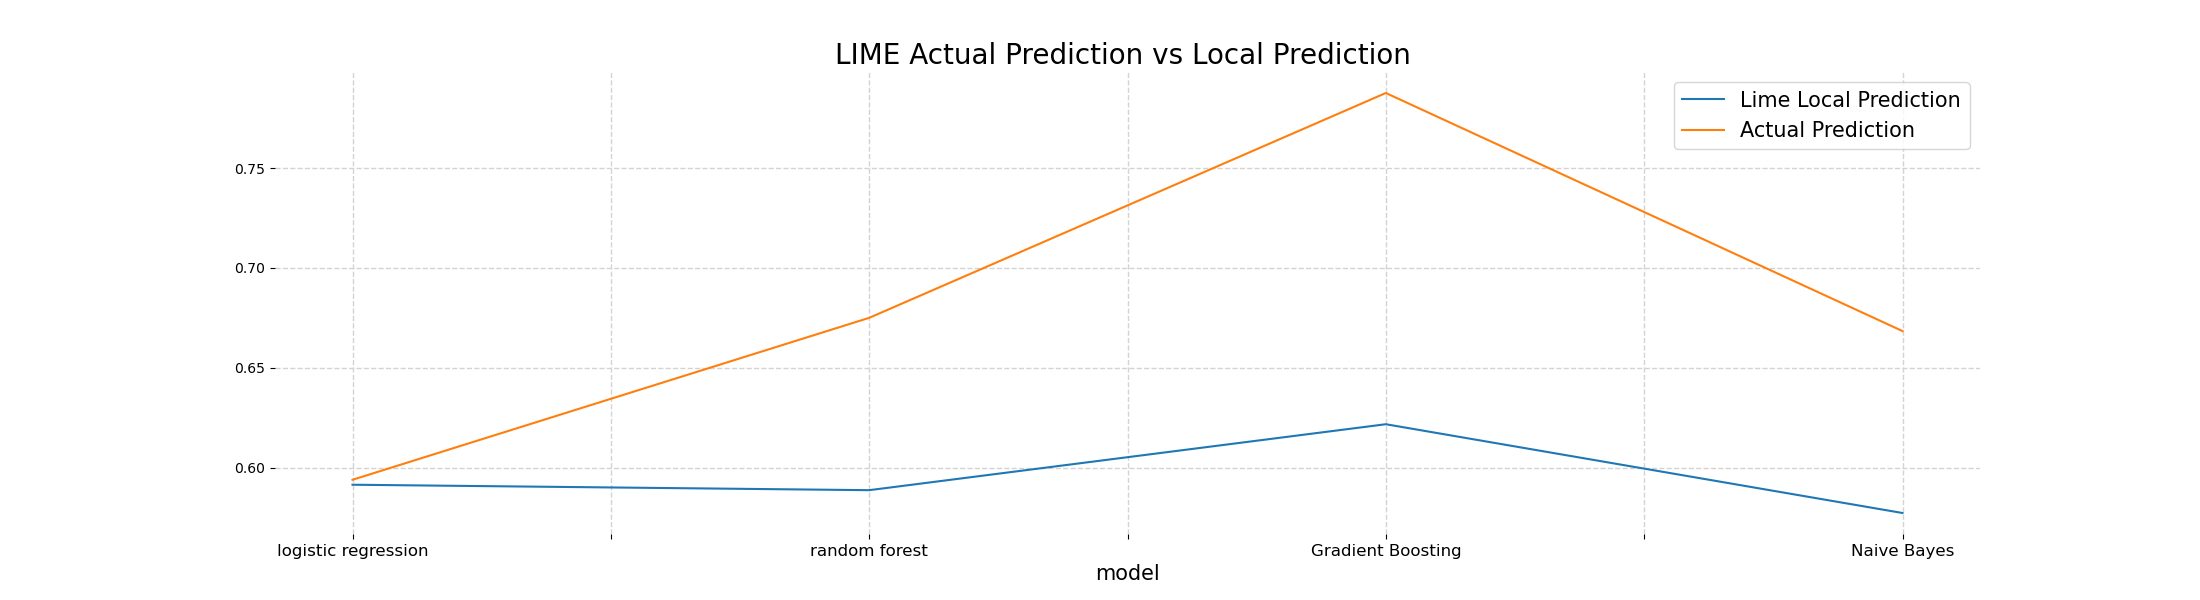 LIME Actual Prediction vs Local Prediction
Lime Local Prediction
Actual Prediction
0.75
0.70
0.65
0.60
logistic regression random forest Gradient Boosting Naive Bayes
model